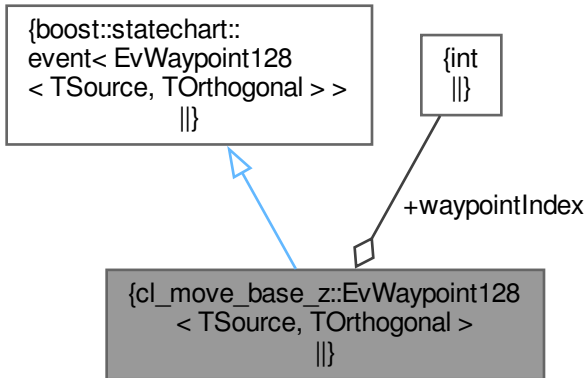 {boost::statechart::
event< EvWaypoint128
< TSource, TOrthogonal > >
||}
{int
||}
+waypointIndex
{cl_move_base_z::EvWaypoint128
< TSource, TOrthogonal >
||}